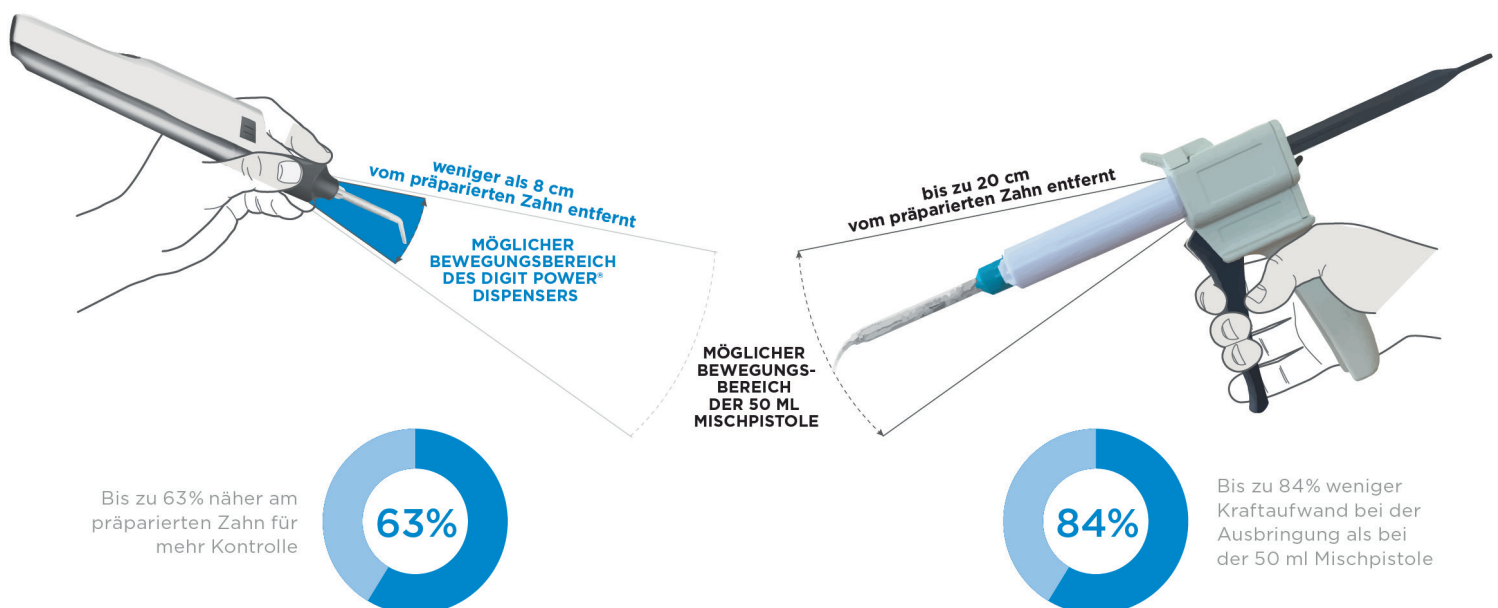 weniger als 8 cm
vom präparierten Zahn entfernt
MÖGLICHER
BEWEGUNGSBEREICH
DES DIGIT POWER®
DISPENSERS
bis zu 20 cm
vom präparierten Zahn entfernt
MÖGLICHER
BEWEGUNGS-
BEREICH
DER 50 ML
MISCHPISTOLE
Bis zu 63% näher am
präparierten Zahn für
mehr Kontrolle
63%
84%
Bis zu 84% weniger
Kraftaufwand bei der
Ausbringung als bei
der 50 ml Mischpistole